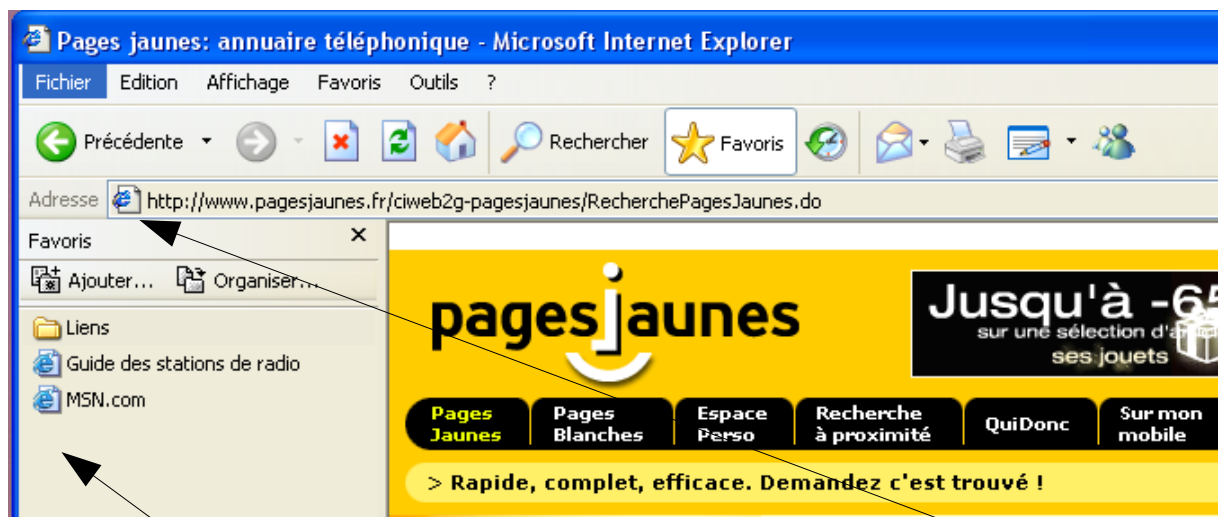 Pages jaunes: annuaire téléphonique - Microsoft Internet Explorer
Fichier Edition Affichage Favoris Outils ?
Précédente Rechercher Favoris
Adresse http://www.pagesjaunes.fr/ciweb2g-pagesjaunes/RecherchePagesJaunes.do
Favoris
Ajouter... Organiser...
Liens
Guide des stations de radio
MSN.com
pagesjaunes
Jusqu'à -65
sur une sélection
ses jouets
Pages Jaunes
Pages Blanches
Espace Perso
Recherche à proximité
QuiDonc
Sur mon mobile
> Rapide, complet, efficace. Demandez c'est trouvé !